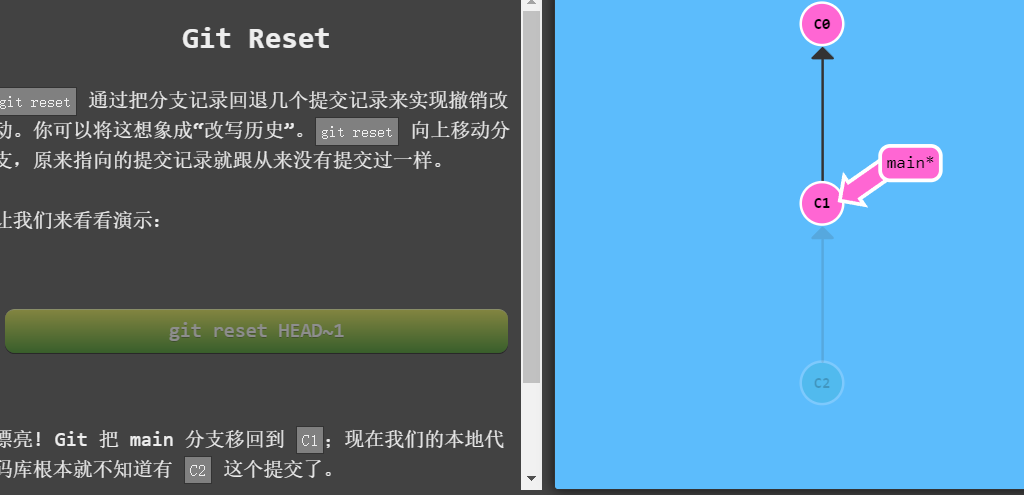 Git Reset
git reset 通过把分支记录回退几个提交记录来实现撤销改
动。你可以将这想象成“改写历史”。git reset 向上移动分
支，原来指向的提交记录就跟从来没有提交过一样。
让我们来看看演示：
git reset HEAD~1
漂亮! Git 把 main 分支移回到 C1；现在我们的本地代
码库根本就不知道有 C2 这个提交了。
C0
main*
C1
C2